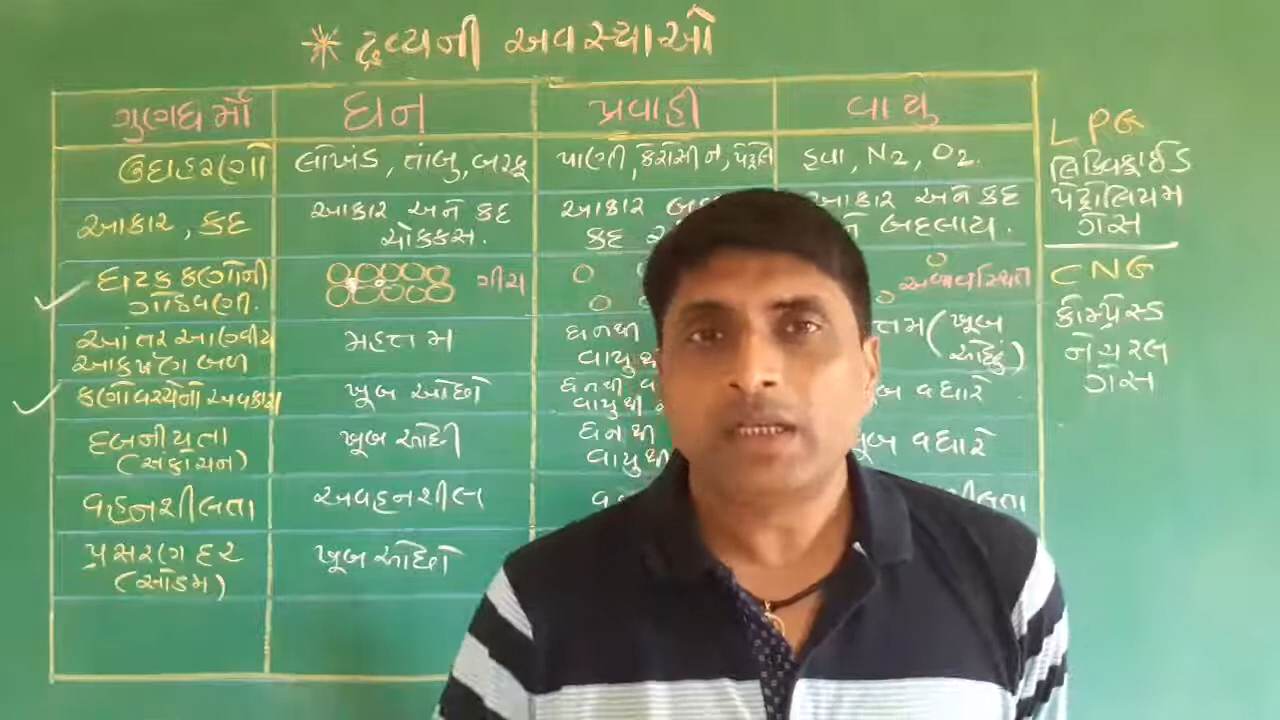 * દ્રવ્યની અવસ્થાઓ
ગુણધર્મો ઘન પ્રવાહી વાયુ
ઉદાહરણો લોખંડ, તાંબુ, બરફ પાણી, કેરોસીન, પેટ્રોલ હવા, N2, O2.
આકાર, કદ આકાર અને કદ ચોક્કસ. આકાર કદ આકાર અને કદ બદલાય.
ઘટક કણોની ગોઠવણી. ગીચ અવ્યવસ્થિત
આંતર આણ્વીય આકર્ષણ બળ મહત્તમ ઘનથી વાયુથી (ખૂબ ઓછું)
કણોવચ્ચેનો અવકાશ ખૂબ ઓછો ઘનથી વાયુથી વધારે
દબનીયતા (સંકોચન) ખૂબ ઓછી ઘનથી વાયુથી ખૂબ વધારે
વહનશીલતા અવહનશીલ
પ્રસરણ દર (સોડમ) ખૂબ ઓછો
LPG
લિક્વિફાઈડ
પેટ્રોલિયમ
ગેસ
CNG
કોમ્પ્રેસ્ડ
નેચરલ
ગેસ